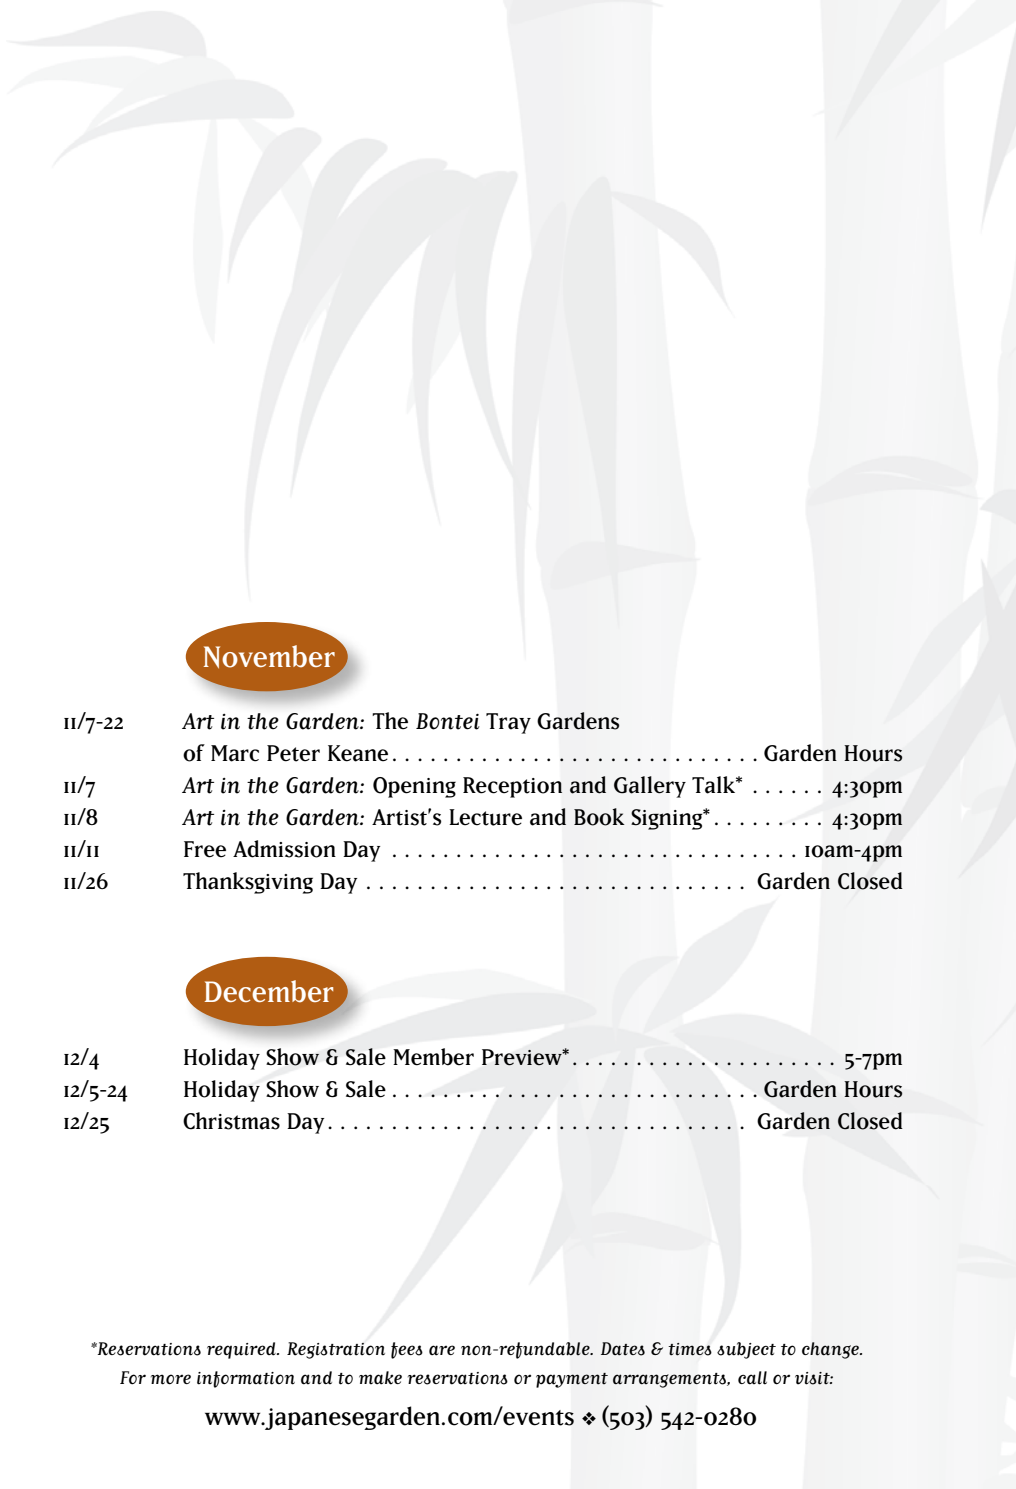 November
11/7-22 Art in the Garden: The Bontei Tray Gardens
of Marc Peter Keane. . . . . . . . . . . . . . . . . . . . . . . . . . . . . Garden Hours
11/7 Art in the Garden: Opening Reception and Gallery Talk* . . . . . . 4:30pm
11/8 Art in the Garden: Artist's Lecture and Book Signing*. . . . . . . . . 4:30pm
11/11 Free Admission Day . . . . . . . . . . . . . . . . . . . . . . . . . . . . . . . . 10am-4pm
11/26 Thanksgiving Day . . . . . . . . . . . . . . . . . . . . . . . . . . . . . . Garden Closed
December
12/4 Holiday Show & Sale Member Preview*. . . . . . . . . . . . . . . . . . . . . 5-7pm
12/5-24 Holiday Show & Sale . . . . . . . . . . . . . . . . . . . . . . . . . . . . . Garden Hours
12/25 Christmas Day. . . . . . . . . . . . . . . . . . . . . . . . . . . . . . . . . Garden Closed
*Reservations required. Registration fees are non-refundable. Dates & times subject to change.
For more information and to make reservations or payment arrangements, call or visit:
www.japanesegarden.com/events ❖ (503) 542-0280